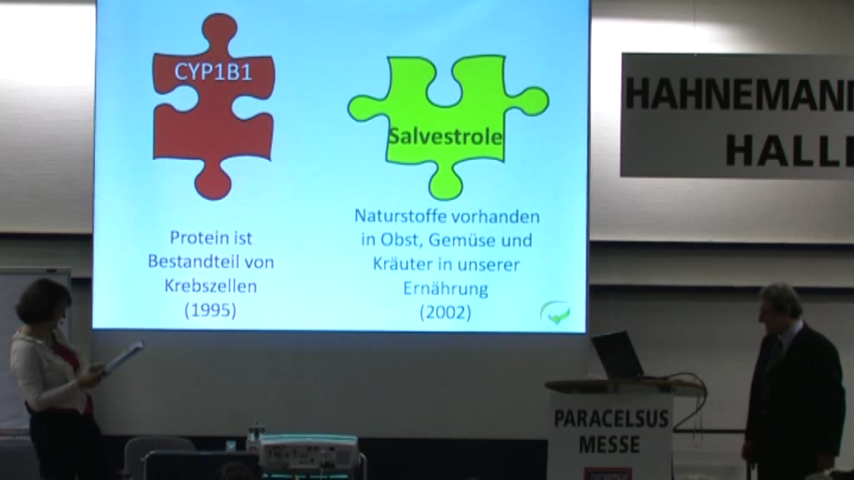 CYP1B1
Protein ist
Bestandteil von
Krebszellen
(1995)
Salvestrole
Naturstoffe vorhanden
in Obst, Gemüse und
Kräuter in unserer
Ernährung
(2002)
HAHNEMANN
HALL
PARACELSUS
MESSE